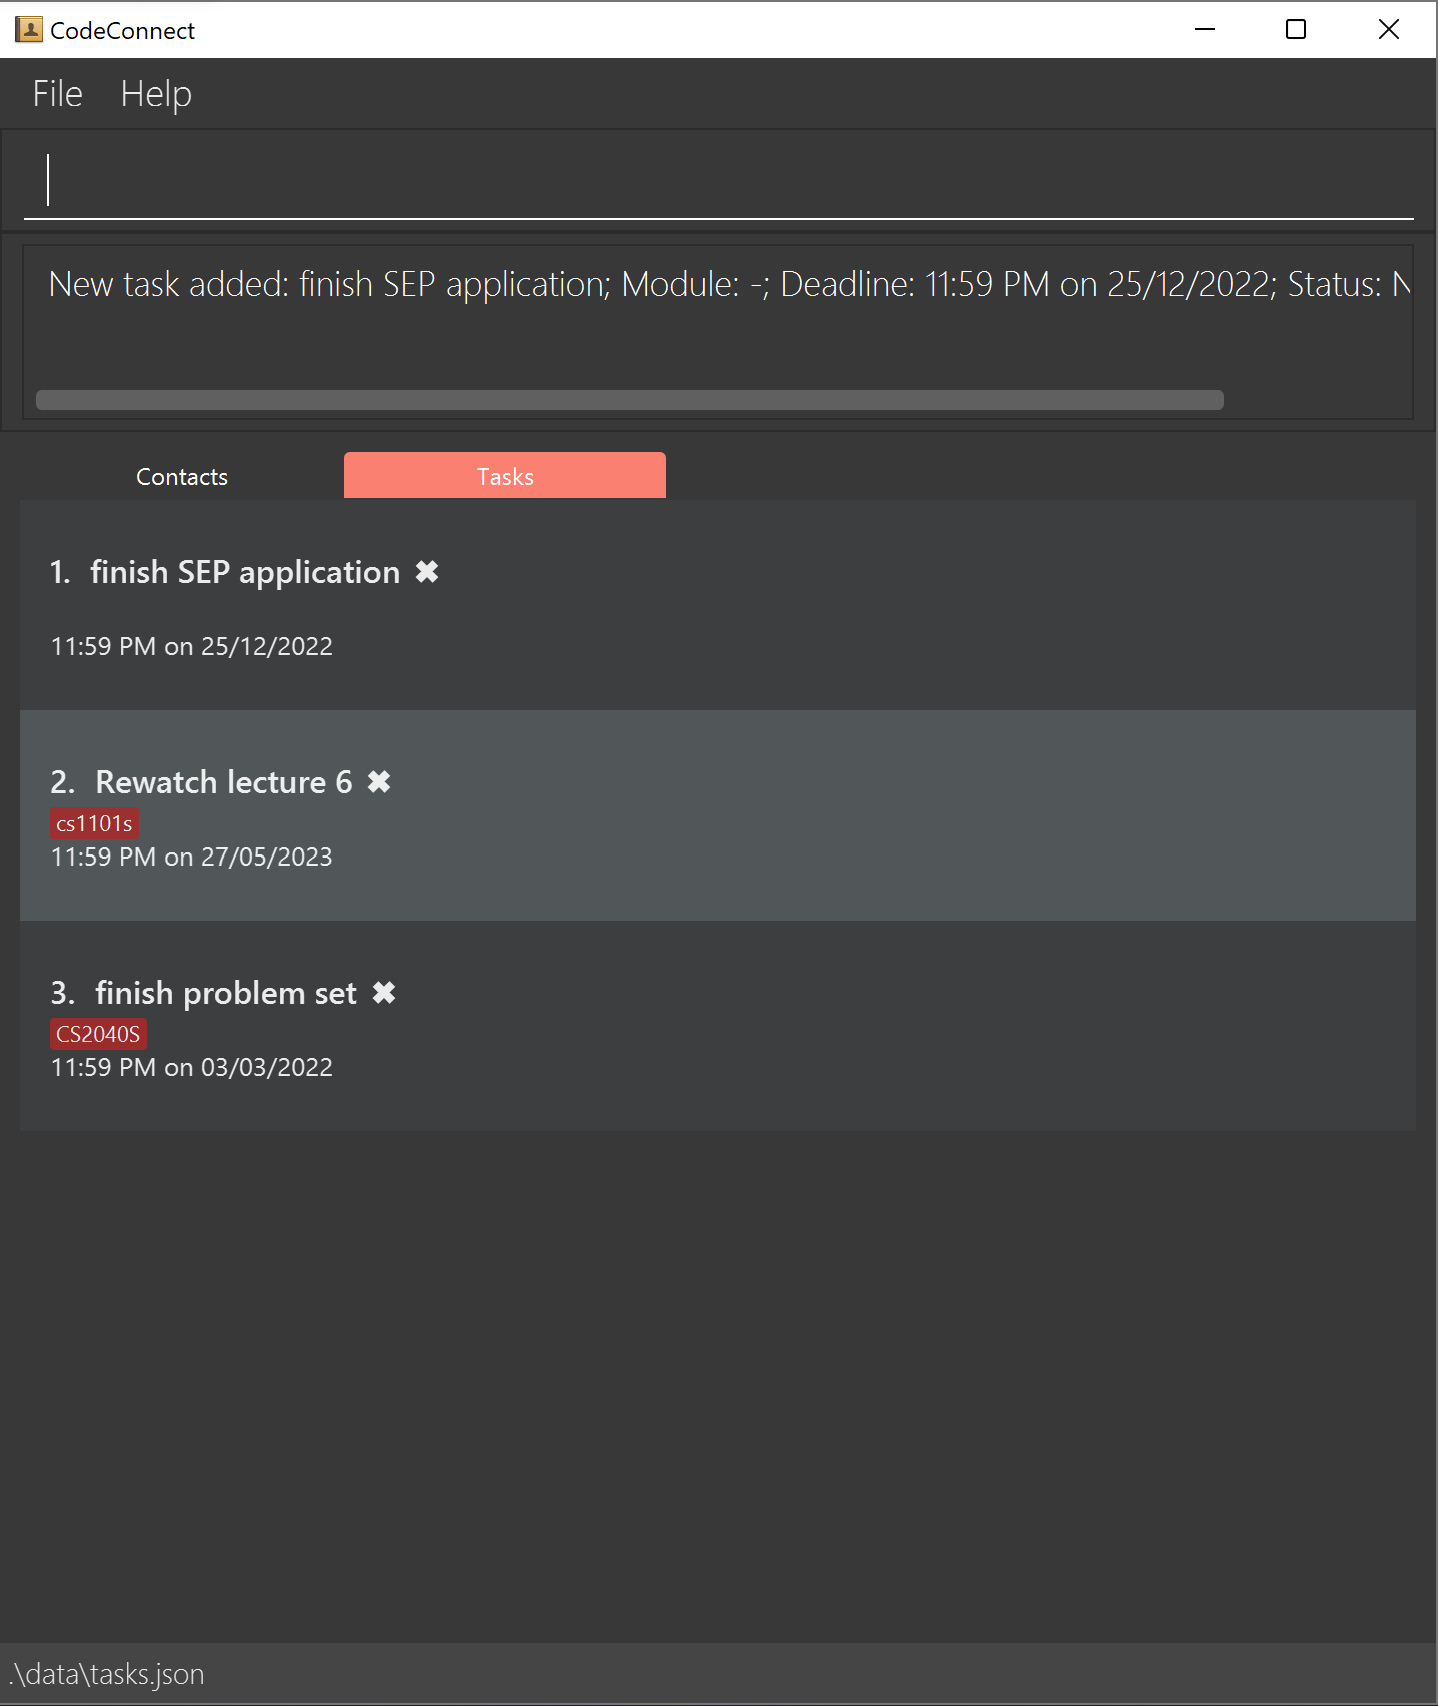 CodeConnect
File Help
New task added: finish SEP application; Module: -; Deadline: 11:59 PM on 25/12/2022; Status: N
Contacts Tasks
1. finish SEP application ✖
11:59 PM on 25/12/2022
2. Rewatch lecture 6 ✖
cs1101s
11:59 PM on 27/05/2023
3. finish problem set ✖
CS2040S
11:59 PM on 03/03/2022
.\data\tasks.json